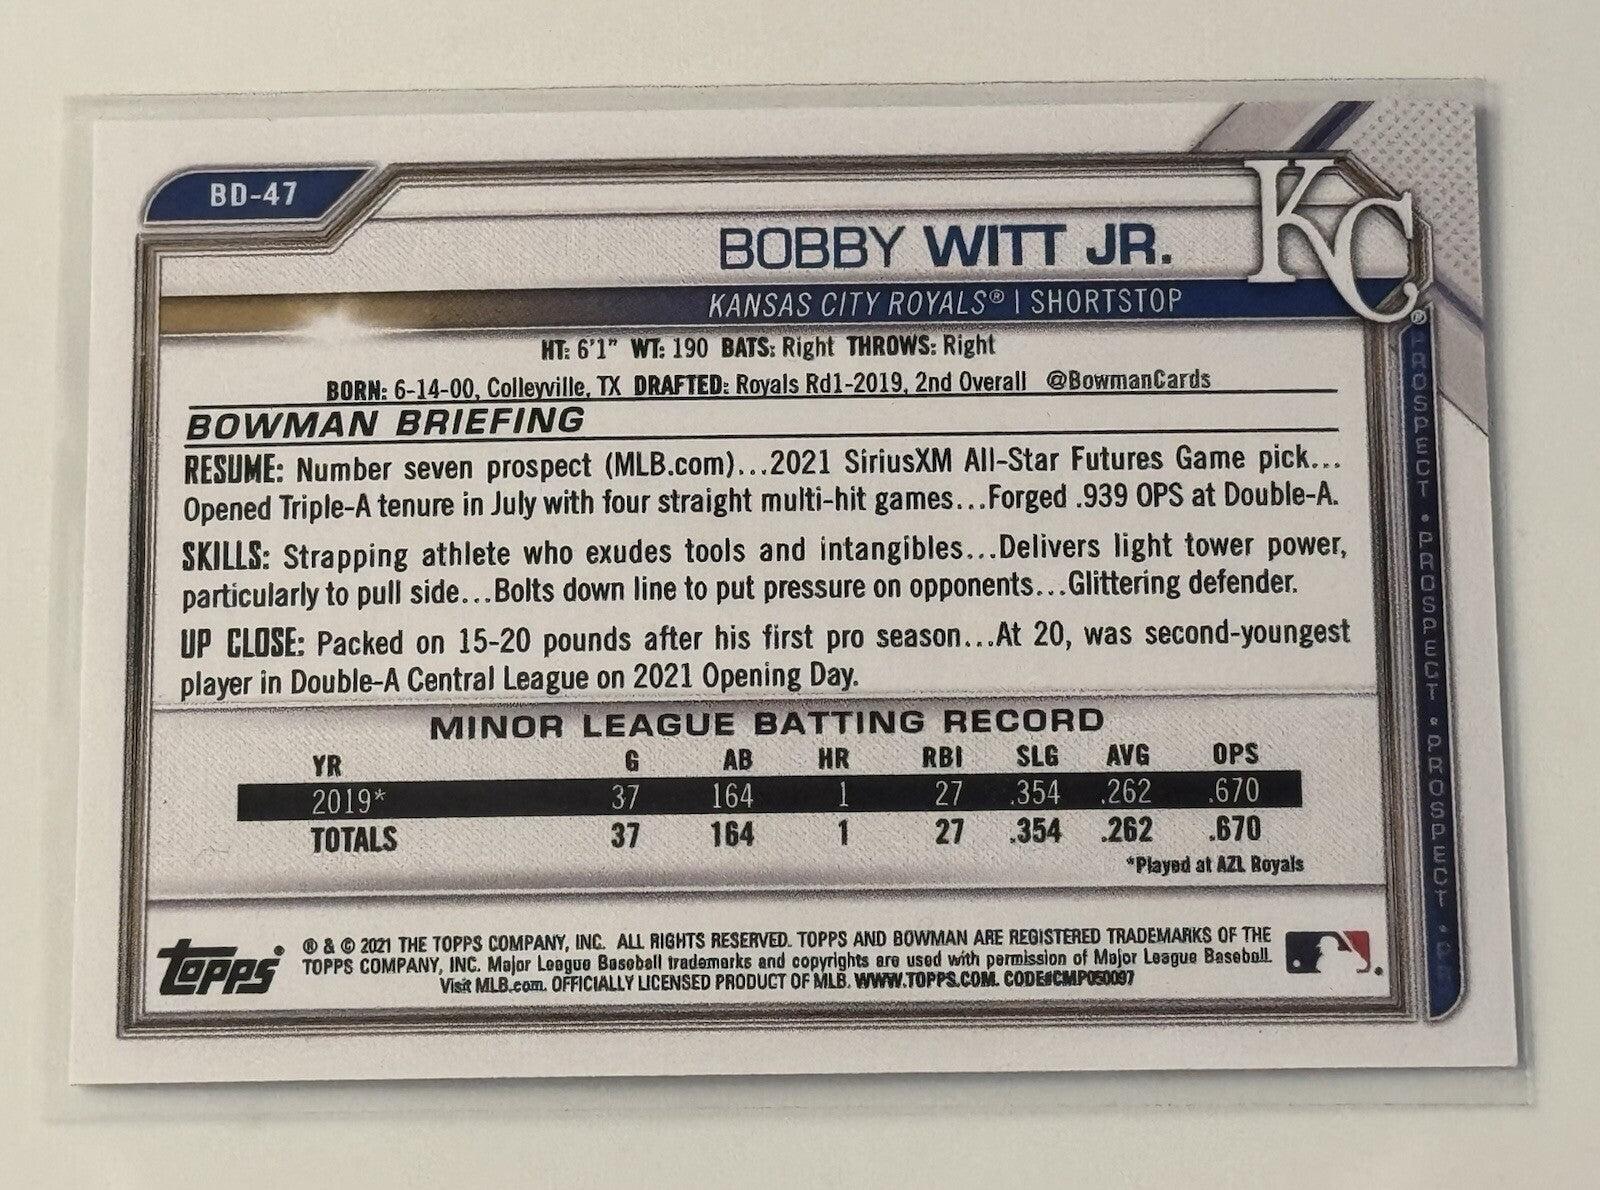 BD-47
KC
BOBBY WITT JR.
KANSAS CITY ROYALS® | SHORTSTOP
HT: 6'1" WT: 190 BATS: Right THROWS: Right
BORN: 6-14-00, Colleyville, TX DRAFTED: Royals Rd1-2019, 2nd Overall @BowmanCards
BOWMAN BRIEFING
RESUME: Number seven prospect (MLB.com)...2021 SiriusXM All-Star Futures Game pick...
Opened Triple-A tenure in July with four straight multi-hit games...Forged .939 OPS at Double-A.
SKILLS: Strapping athlete who exudes tools and intangibles...Delivers light tower power,
particularly to pull side...Bolts down line to put pressure on opponents...Glittering defender.
UP CLOSE: Packed on 15-20 pounds after his first pro season...At 20, was second-youngest
player in Double-A Central League on 2021 Opening Day.
MINOR LEAGUE BATTING RECORD
YR G AB HR RBI SLG AVG OPS
2019* 37 164 1 27 .354 .262 .670
TOTALS 37 164 1 27 .354 .262 .670
*Played at AZL Royals
PROSPECT • PROSPECT • PROSPECT • PR
Topps®
® & © 2021 THE TOPPS COMPANY, INC. ALL RIGHTS RESERVED. TOPPS AND BOWMAN ARE REGISTERED TRADEMARKS OF THE
TOPPS COMPANY, INC. Major League Baseball trademarks and copyrights are used with permission of Major League Baseball.
Visit MLB.com. OFFICIALLY LICENSED PRODUCT OF MLB. WWW.TOPPS.COM. CODE#CMP050097